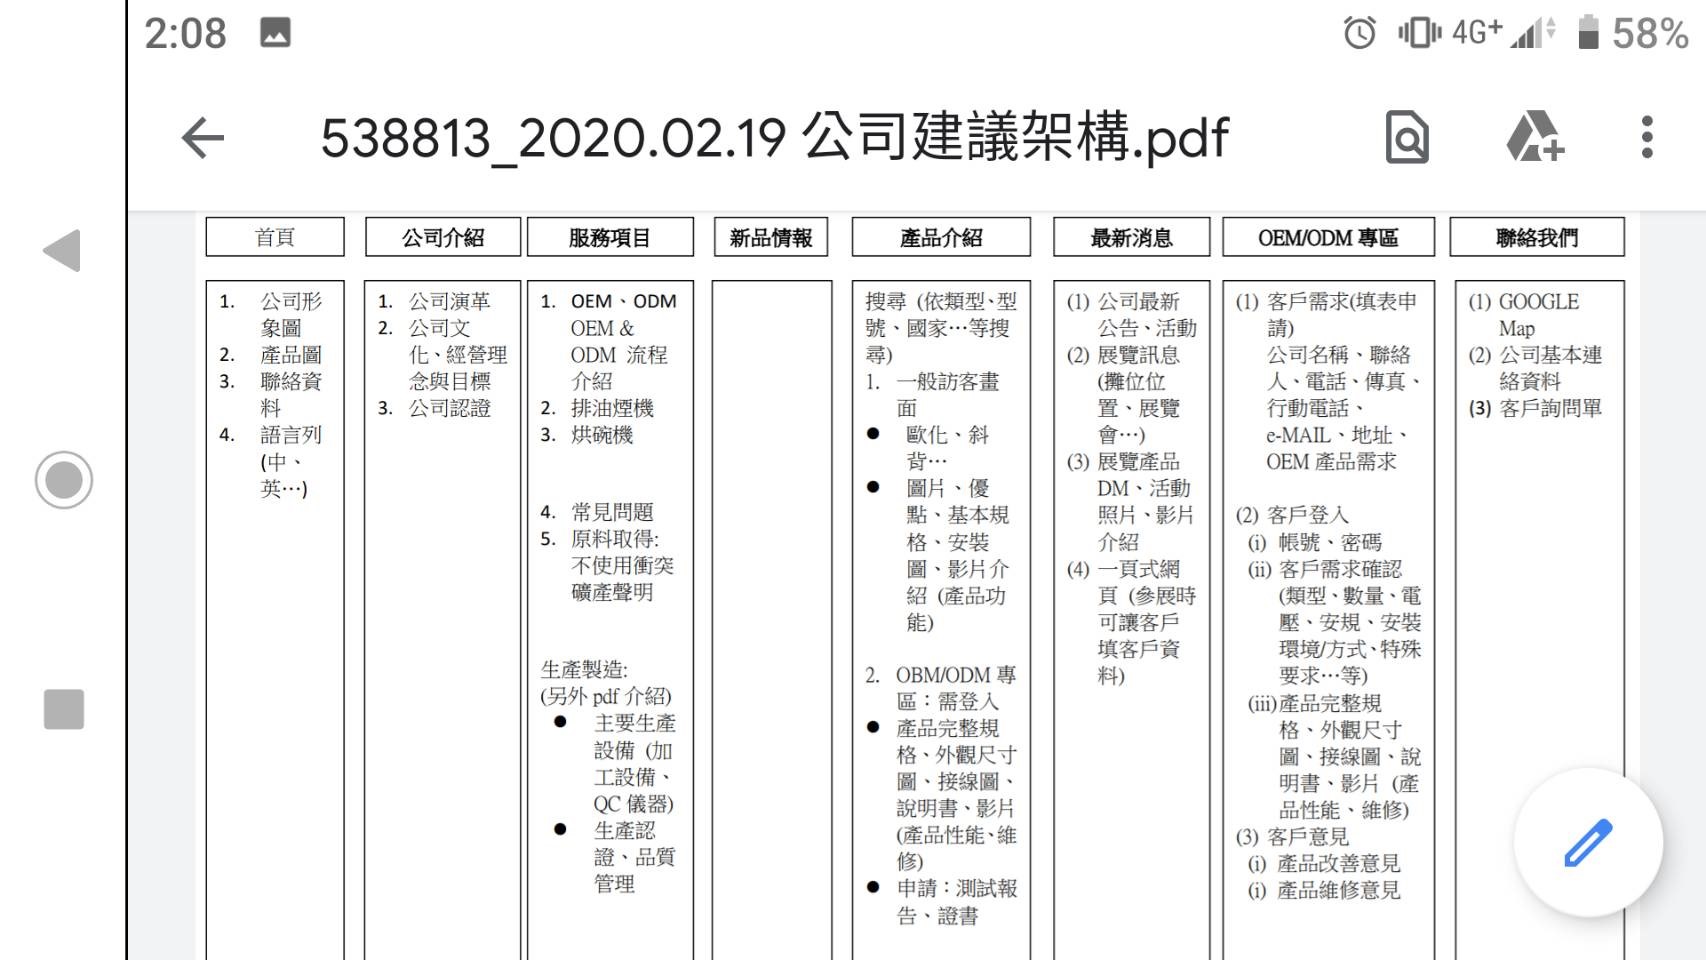 2:08
4G+
58%
538813_2020.02.19 公司建議架構.pdf
首頁
公司介紹
服務項目
新品情報
產品介紹
最新消息
OEM/ODM 專區
聯絡我們
1. 公司形
象圖
2. 產品圖
3. 聯絡資
料
4. 語言列
(中、
英…)
1. 公司演革
2. 公司文
化、經營理
念與目標
3. 公司認證
1. OEM、ODM
OEM &
ODM 流程
介紹
2. 排油煙機
3. 烘碗機
4. 常見問題
5. 原料取得:
不使用衝突
礦產聲明
生產製造:
(另外 pdf 介紹)
● 主要生產
設備 (加
工設備、
QC 儀器)
● 生產認
證、品質
管理
搜尋 (依類型、型
號、國家…等搜
尋)
1. 一般訪客畫
面
● 歐化、斜
背…
● 圖片、優
點、基本規
格、安裝
圖、影片介
紹 (產品功
能)
2. OBM/ODM 專
區：需登入
● 產品完整規
格、外觀尺寸
圖、接線圖、
說明書、影片
(產品性能、維
修)
● 申請：測試報
告、證書
(1) 公司最新
公告、活動
(2) 展覽訊息
(攤位位
置、展覽
會…)
(3) 展覽產品
DM、活動
照片、影片
介紹
(4) 一頁式網
頁 (參展時
可讓客戶
填客戶資
料)
(1) 客戶需求(填表申
請)
公司名稱、聯絡
人、電話、傳真、
行動電話、
e-MAIL、地址、
OEM 產品需求
(2) 客戶登入
(i) 帳號、密碼
(ii) 客戶需求確認
(類型、數量、電
壓、安規、安裝
環境/方式、特殊
要求…等)
(iii)產品完整規
格、外觀尺寸
圖、接線圖、說
明書、影片 (產
品性能、維修)
(3) 客戶意見
(i) 產品改善意見
(i) 產品維修意見
(1) GOOGLE
Map
(2) 公司基本連
絡資料
(3) 客戶詢問單